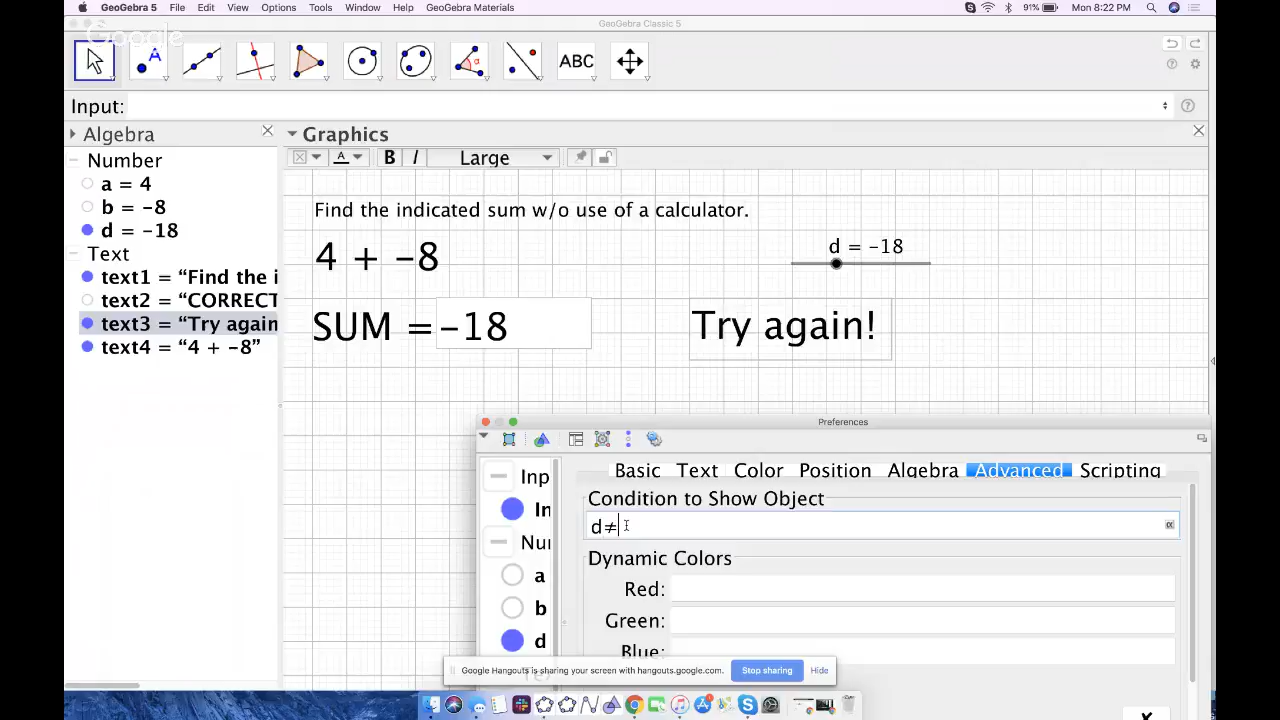 GeoGebra 5 File Edit View Options Tools Window Help GeoGebra Materials 91% Mon 8:22 PM
GeoGebra Classic 5
Google
A
α
ABC
Input:
Algebra
Graphics
A B I Large
Number
a = 4
b = -8
d = -18
Text
text1 = “Find the i
text2 = “CORRECT
text3 = “Try again
text4 = “4 + -8”
Find the indicated sum w/o use of a calculator.
4 + -8
d = -18
SUM =-18
Try again!
Preferences
Basic Text Color Position Algebra Advanced Scripting
Inp
In
Nu
a
b
d
Condition to Show Object
d≠
α
Dynamic Colors
Red:
Green:
Blue:
Google Hangouts is sharing your screen with hangouts.google.com. Stop sharing Hide